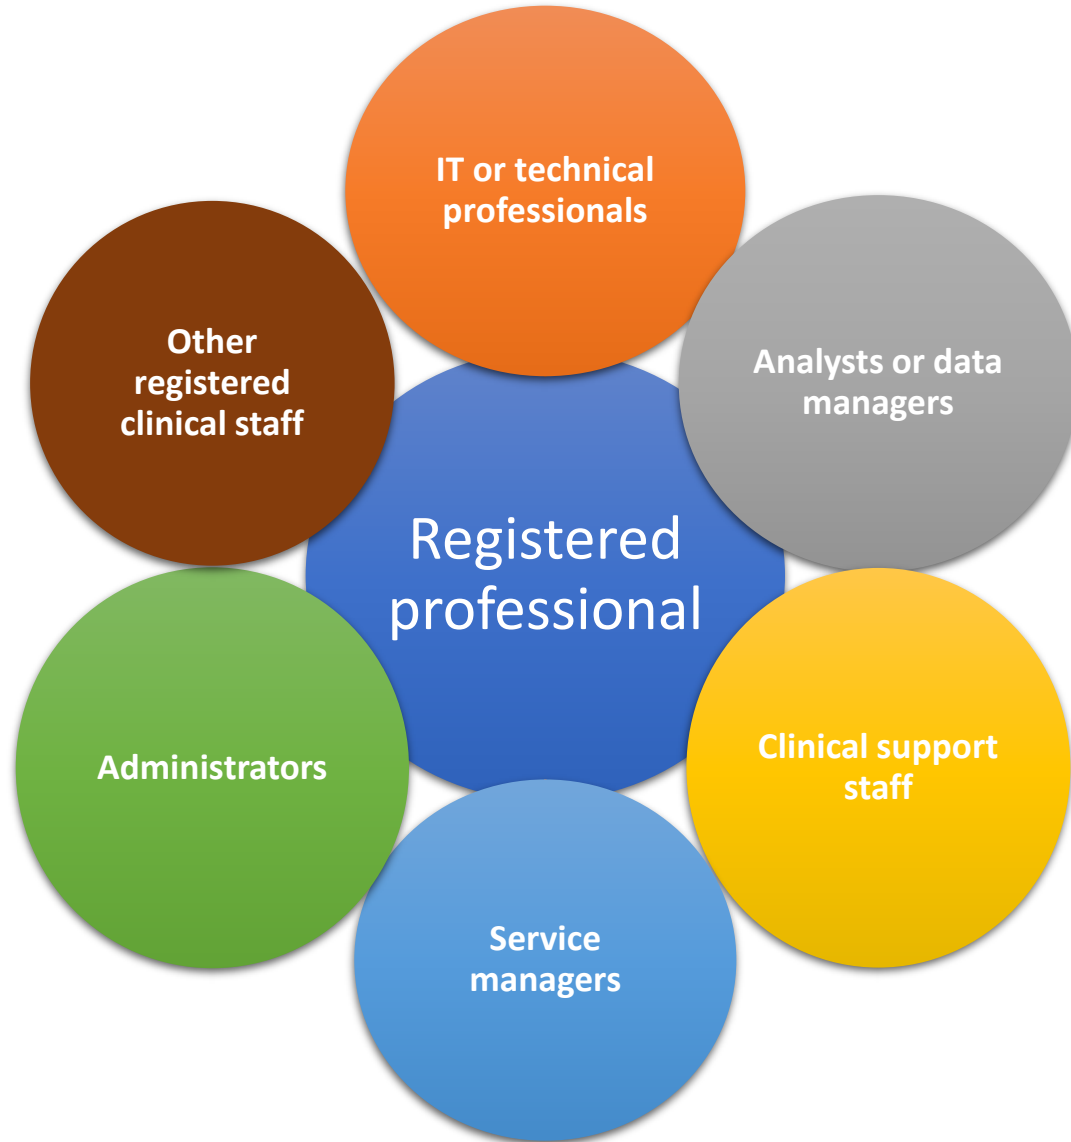 IT or technical
professionals
Analysts or data
managers
Clinical support
staff
Service
managers
Administrators
Other
registered
clinical staff
Registered
professional